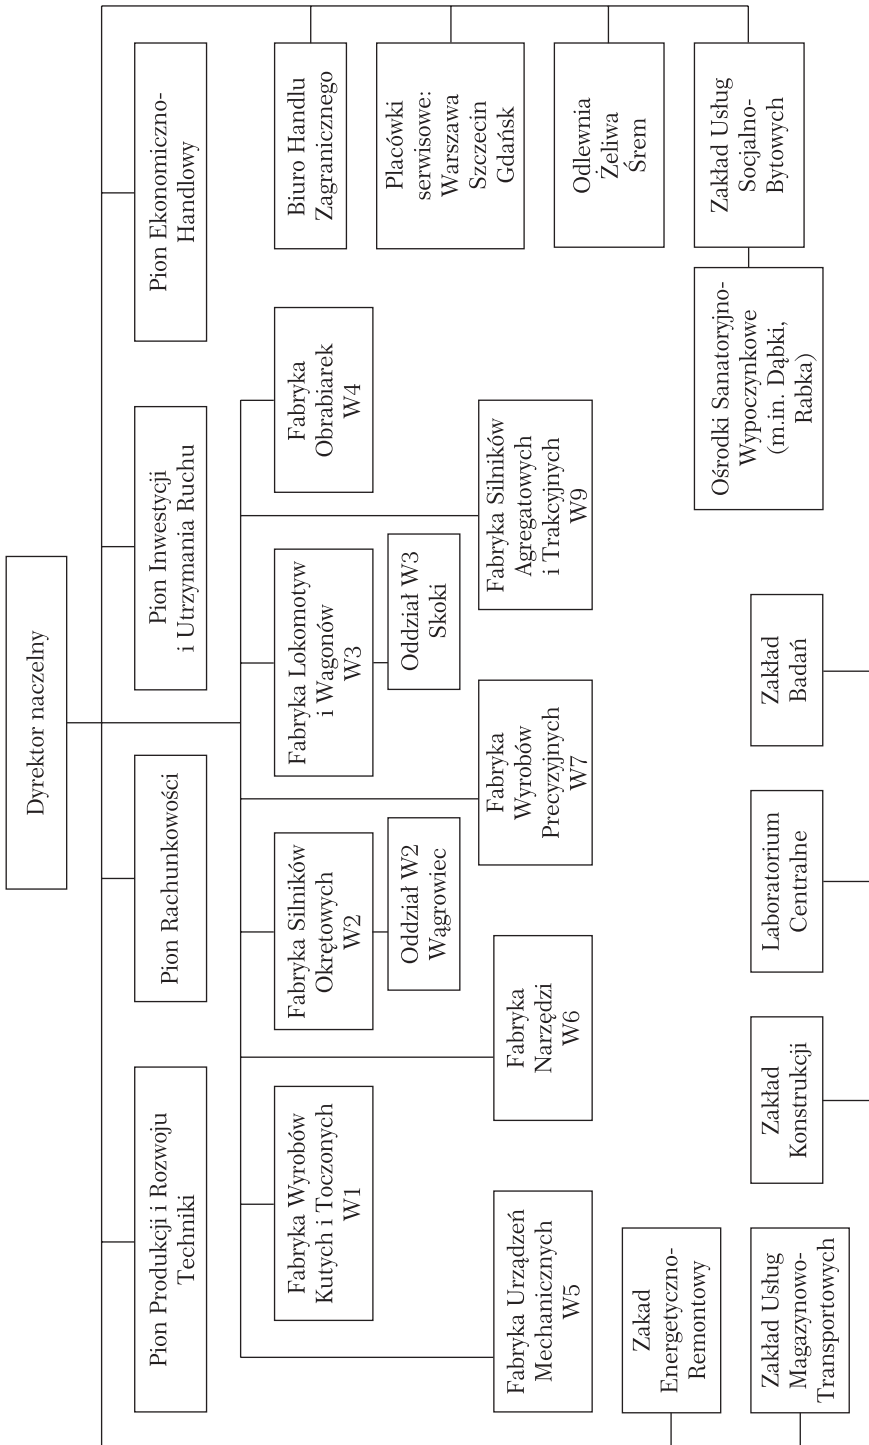 Dyrektor naczelny
Pion Produkcji i Rozwoju
Techniki
Pion Rachunkowości
Pion Inwestycji
i Utrzymania Ruchu
Pion Ekonomiczno-
Handlowy
Fabryka Wyrobów
Kutych i Toczonych
W1
Fabryka Silników
Okrętowych
W2
Oddział W2
Wągrowiec
Fabryka Lokomotyw
i Wagonów
W3
Oddział W3
Skoki
Fabryka
Obrabiarek
W4
Biuro Handlu
Zagranicznego
Placówki
serwisowe:
Warszawa
Szczecin
Gdańsk
Fabryka Urządzeń
Mechanicznych
W5
Fabryka
Narzędzi
W6
Fabryka
Wyrobów
Precyzyjnych
W7
Fabryka Silników
Agregatowych
i Trakcyjnych
W9
Odlewnia
Żeliwa
Śrem
Zakad
Energetyczno-
Remontowy
Zakład Usług
Socjalno-
Bytowych
Ośrodki Sanatoryjno-
Wypoczynkowe
(m.in. Dąbki,
Rabka)
Zakład Usług
Magazynowo-
Transportowych
Zakład
Konstrukcji
Laboratorium
Centralne
Zakład
Badań